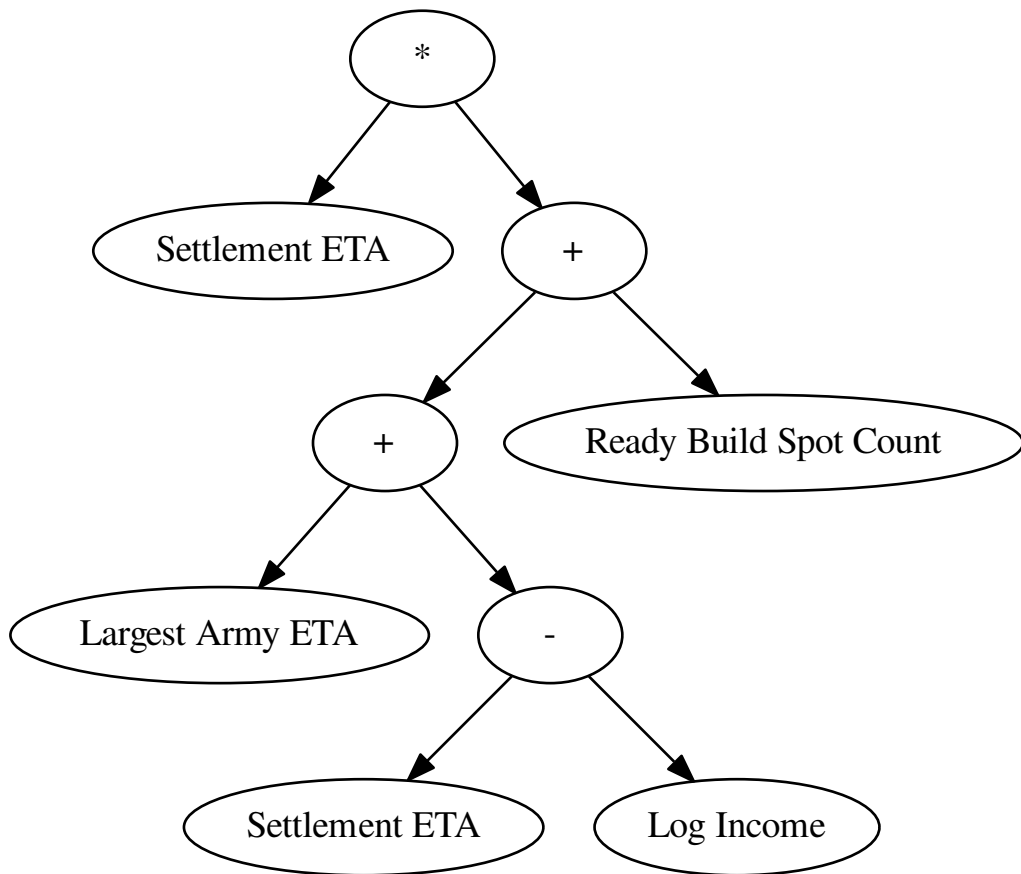 *
Settlement ETA
+
+
Ready Build Spot Count
Largest Army ETA
-
Settlement ETA
Log Income